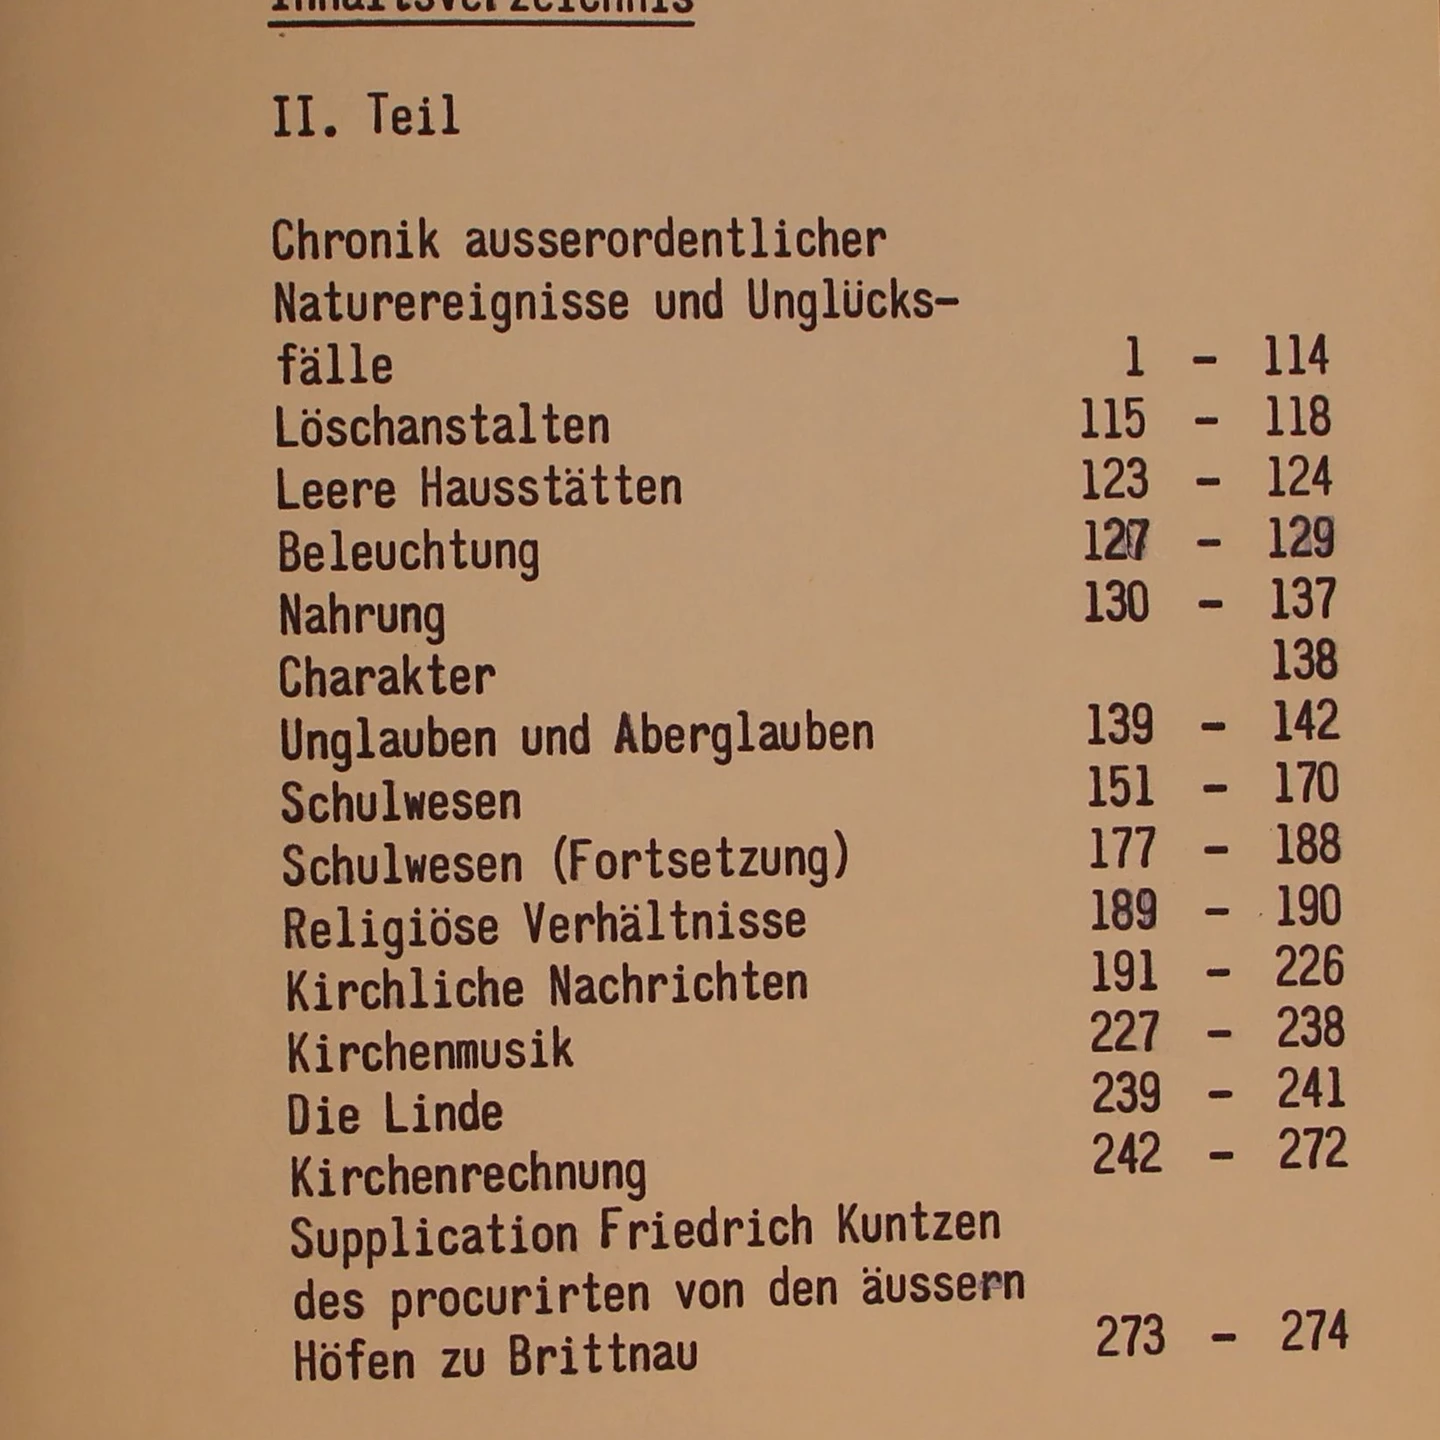 Inhaltsverzeichnis
II. Teil
Chronik ausserordentlicher
Naturereignisse und Unglücks-
fälle 1 - 114
Löschanstalten 115 - 118
Leere Hausstätten 123 - 124
Beleuchtung 127 - 129
Nahrung 130 - 137
Charakter 138
Unglauben und Aberglauben 139 - 142
Schulwesen 151 - 170
Schulwesen (Fortsetzung) 177 - 188
Religiöse Verhältnisse 189 - 190
Kirchliche Nachrichten 191 - 226
Kirchenmusik 227 - 238
Die Linde 239 - 241
Kirchenrechnung 242 - 272
Supplication Friedrich Kuntzen
des procurirten von den äussern
Höfen zu Brittnau 273 - 274